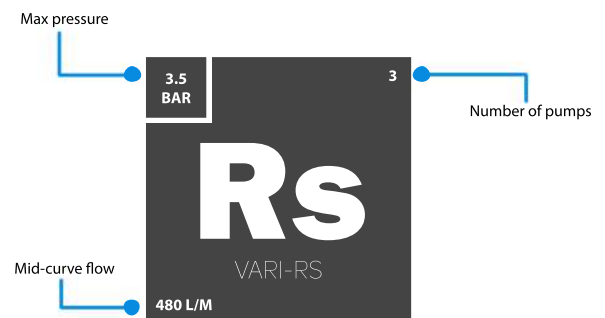 Max pressure
3.5
BAR
3
Number of pumps
Rs
VARI-RS
Mid-curve flow
480 L/M